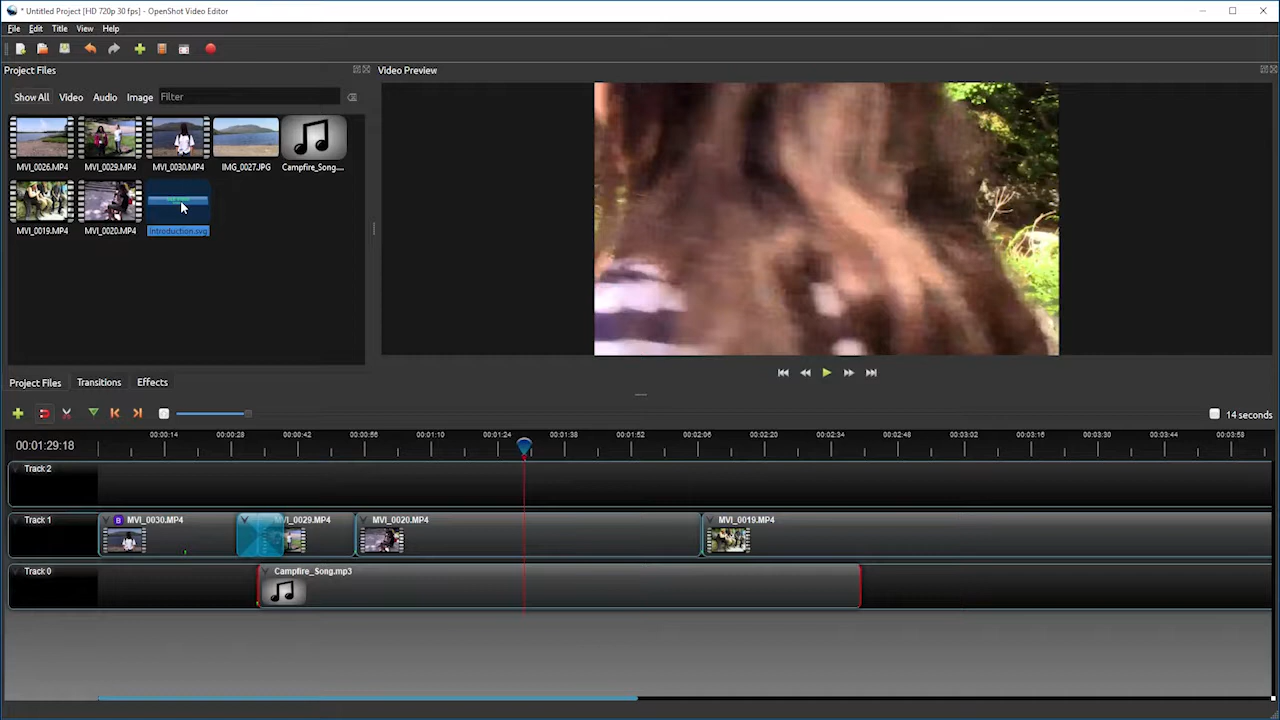 * Untitled Project [HD 720p 30 fps] - OpenShot Video Editor
File Edit Title View Help
Project Files
Video Preview
Show All Video Audio Image Filter
MVI_0026.MP4 MVI_0029.MP4 MVI_0030.MP4 IMG_0027.JPG Campfire_Song...
MVI_0019.MP4 MVI_0020.MP4 Introduction.svg
Project Files Transitions Effects
14 seconds
00:01:29:18
00:00:14 00:00:28 00:00:42 00:00:56 00:01:10 00:01:24 00:01:38 00:01:52 00:02:06 00:02:20 00:02:34 00:02:48 00:03:02 00:03:16 00:03:30 00:03:44 00:03:58
Track 2
Track 1
B MVI_0030.MP4 VI_0029.MP4 MVI_0020.MP4 MVI_0019.MP4
Track 0
Campfire_Song.mp3